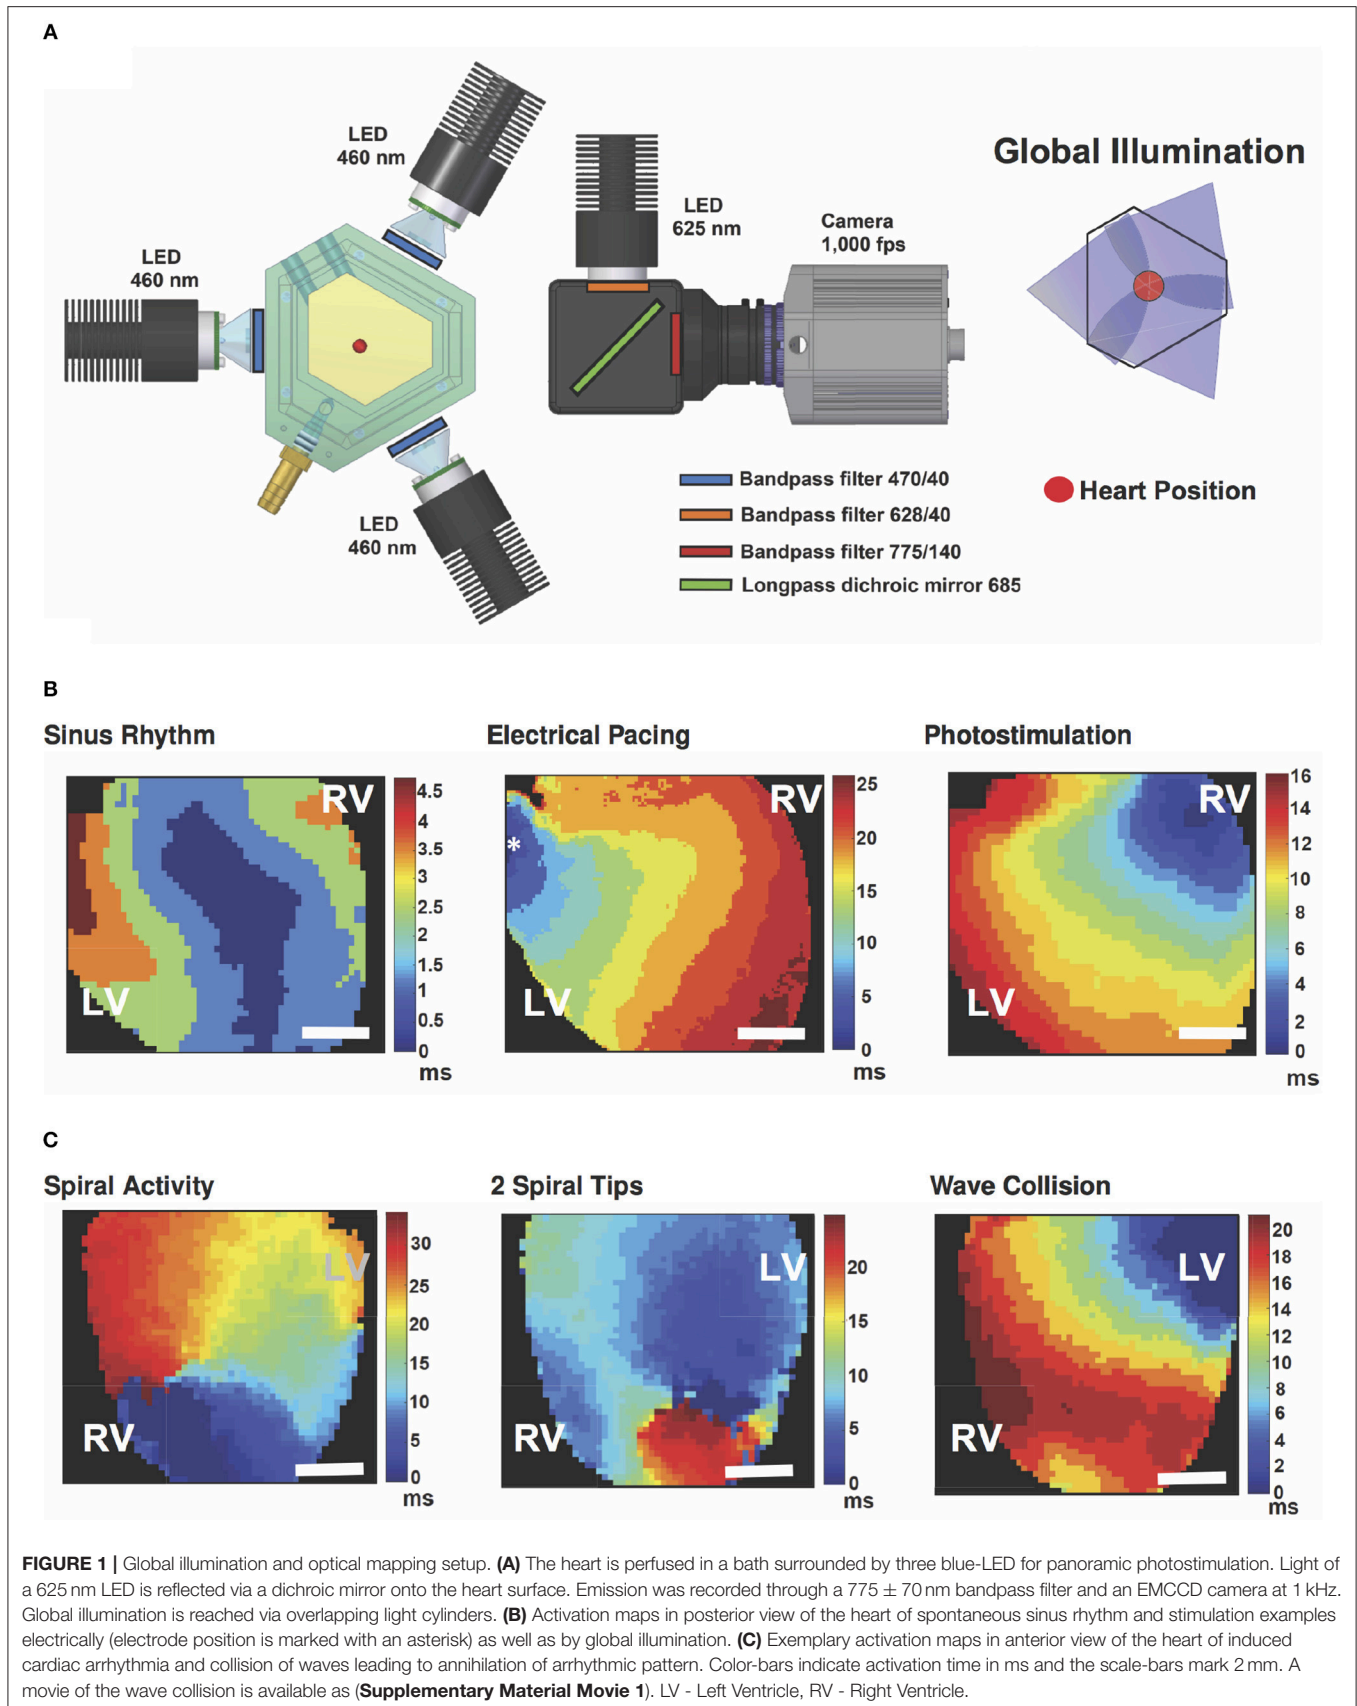 A
LED
460 nm
LED
460 nm
LED
460 nm
LED
625 nm
Camera
1,000 fps
Global Illumination
Bandpass filter 470/40
Bandpass filter 628/40
Bandpass filter 775/140
Longpass dichroic mirror 685
Heart Position
B
Sinus Rhythm
RV
LV
4.5
4
3.5
3
2.5
2
1.5
1
0.5
0
ms
Electrical Pacing
RV
*
LV
25
20
15
10
5
0
ms
Photostimulation
RV
LV
16
14
12
10
8
6
4
2
0
ms
C
Spiral Activity
LV
RV
30
25
20
15
10
5
0
ms
2 Spiral Tips
LV
RV
20
15
10
5
0
ms
Wave Collision
LV
RV
20
18
16
14
12
10
8
6
4
2
0
ms
FIGURE 1 | Global illumination and optical mapping setup. (A) The heart is perfused in a bath surrounded by three blue-LED for panoramic photostimulation. Light of
a 625 nm LED is reflected via a dichroic mirror onto the heart surface. Emission was recorded through a 775 ± 70 nm bandpass filter and an EMCCD camera at 1 kHz.
Global illumination is reached via overlapping light cylinders. (B) Activation maps in posterior view of the heart of spontaneous sinus rhythm and stimulation examples
electrically (electrode position is marked with an asterisk) as well as by global illumination. (C) Exemplary activation maps in anterior view of the heart of induced
cardiac arrhythmia and collision of waves leading to annihilation of arrhythmic pattern. Color-bars indicate activation time in ms and the scale-bars mark 2 mm. A
movie of the wave collision is available as (Supplementary Material Movie 1). LV - Left Ventricle, RV - Right Ventricle.